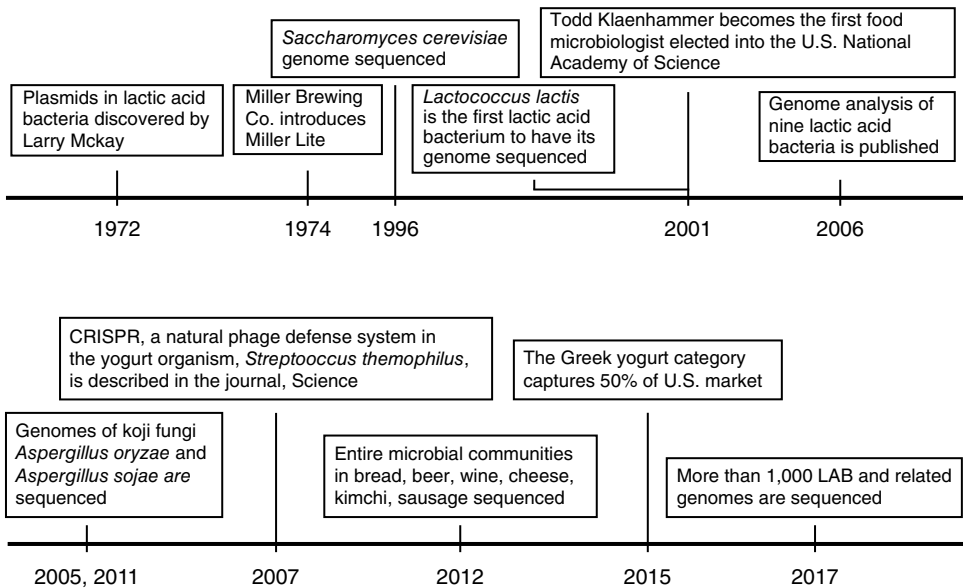 Saccharomyces cerevisiae
genome sequenced
Todd Klaenhammer becomes the first food
microbiologist elected into the U.S. National
Academy of Science
Plasmids in lactic acid
bacteria discovered by
Larry Mckay
Miller Brewing
Co. introduces
Miller Lite
Lactococcus lactis
is the first lactic acid
bacterium to have its
genome sequenced
Genome analysis of
nine lactic acid
bacteria is published
1972
1974
1996
2001
2006
CRISPR, a natural phage defense system in
the yogurt organism, Streptooccus themophilus,
is described in the journal, Science
The Greek yogurt category
captures 50% of U.S. market
Genomes of koji fungi
Aspergillus oryzae and
Aspergillus sojae are
sequenced
Entire microbial communities
in bread, beer, wine, cheese,
kimchi, sausage sequenced
More than 1,000 LAB and related
genomes are sequenced
2005, 2011
2007
2012
2015
2017